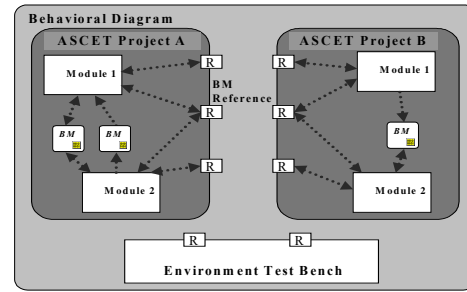 Behavioral Diagram
ASCET Project A
ASCET Project B
Module 1
R
BM
Reference
R
Module 1
R
R
BM
BM
BM
R
R
Module 2
Module 2
R
R
Environment Test Bench